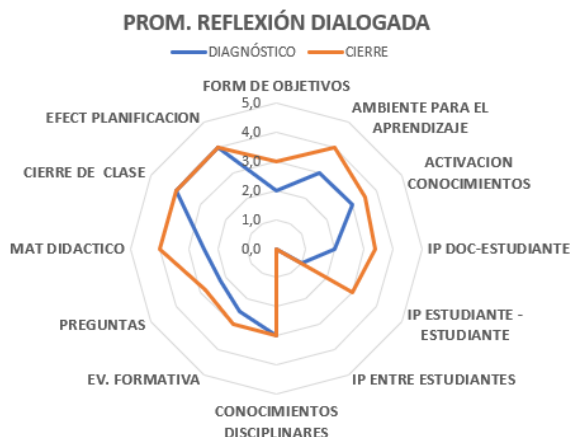 PROM. REFLEXIÓN DIALOGADA
DIAGNÓSTICO CIERRE
FORM DE OBJETIVOS
AMBIENTE PARA EL
APRENDIZAJE
ACTIVACION
CONOCIMIENTOS
IP DOC-ESTUDIANTE
IP ESTUDIANTE -
ESTUDIANTE
IP ENTRE ESTUDIANTES
CONOCIMIENTOS
DISCIPLINARES
EV. FORMATIVA
PREGUNTAS
MAT DIDACTICO
CIERRE DE CLASE
EFECT PLANIFICACION
5,0
4,0
3,0
2,0
1,0
0,0